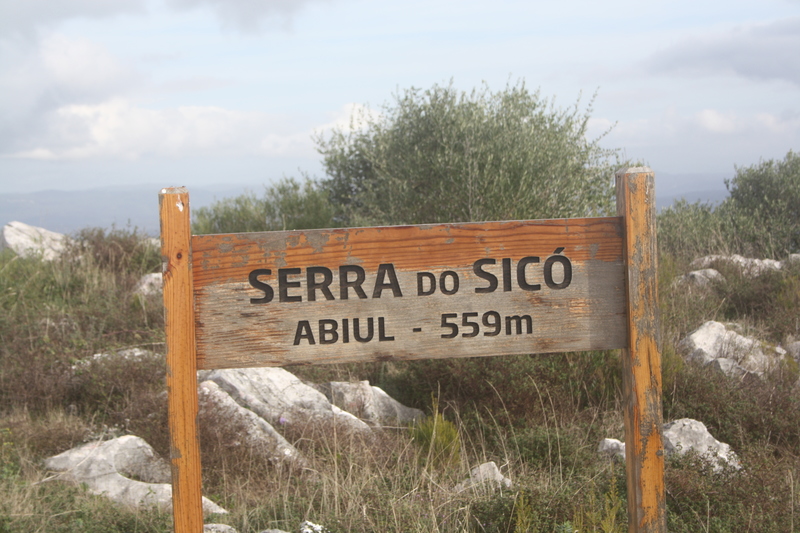 SERRA DO SICÓ
ABIUL - 559m